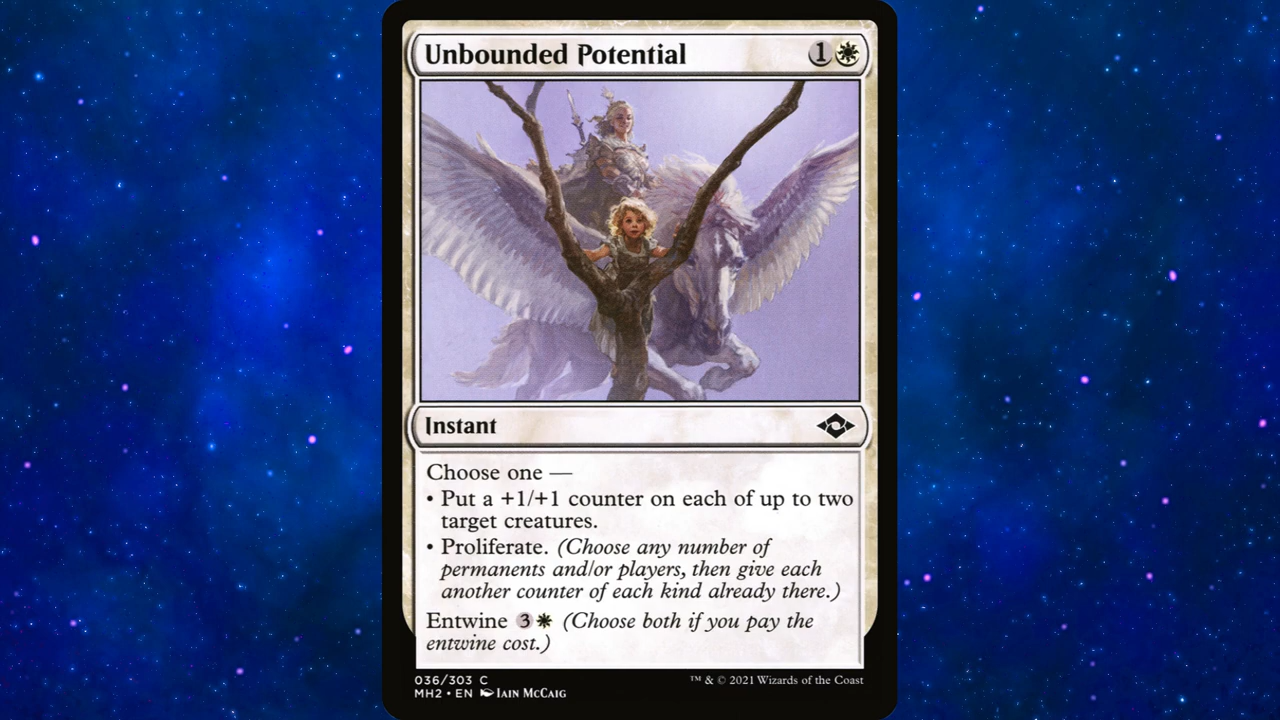 Unbounded Potential 1
Instant
Choose one —
• Put a +1/+1 counter on each of up to two
target creatures.
• Proliferate. (Choose any number of
permanents and/or players, then give each
another counter of each kind already there.)
Entwine 3 (Choose both if you pay the
entwine cost.)
036/303 C
MH2 • EN Iain McCaig
™ & © 2021 Wizards of the Coast